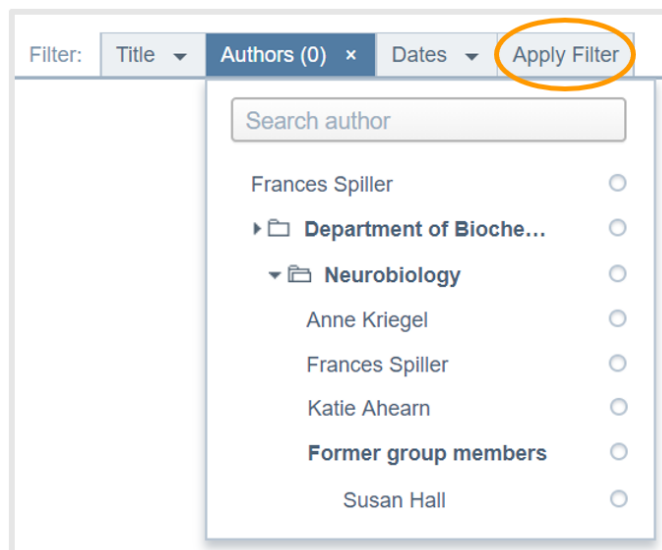 Filter: Title Authors (0) × Dates Apply Filter
Search author
Frances Spiller
Department of Bioche...
Neurobiology
Anne Kriegel
Frances Spiller
Katie Ahearn
Former group members
Susan Hall